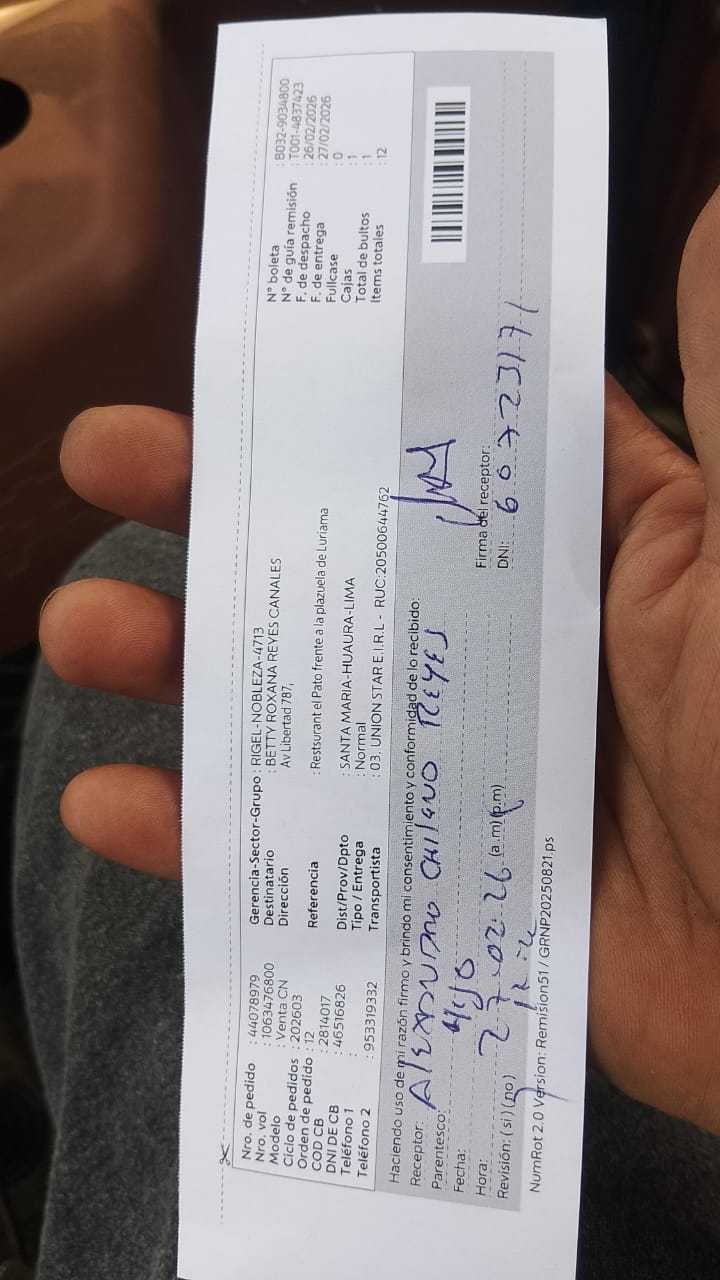 Nro. de pedido : 44078979
Nro. vol : 1063476800
Modelo Venta CN
Ciclo de pedidos : 202603
Orden de pedido : 12
COD CB : 2814017
DNI DE CB : 46516826
Teléfono 1 :
Teléfono 2 : 953319332
Gerencia-Sector-Grupo : RIGEL-NOBLEZA-4713
Destinatario : BETTY ROXANA REYES CANALES
Dirección Av Libertad 787,
Referencia : Restsurant el Pato frente a la plazuela de Luriama
Dist/Prov/Dpto : SANTA MARIA-HUAURA-LIMA
Tipo / Entrega : Normal
Transportista : 03. UNION STAR E.I.R.L - RUC:20500644762
N° boleta : B032-9034800
N° de guía remisión : T001-4837423
F. de despacho : 26/02/2026
F. de entrega : 27/02/2026
Fullcase : 0
Cajas : 1
Total de bultos : 1
Items totales : 12
Haciendo uso de mi razón firmo y brindo mi consentimiento y conformidad de lo recibido:
Receptor: CHILENO REYES
Parentesco: HIJO
Fecha: 27-02-26
Hora: (a.m) (p.m)
Revisión: (si) (no)
Firma del receptor:
DNI: 60723171
NumRot 2.0 Version: Remision51 / GRNP20250821.ps